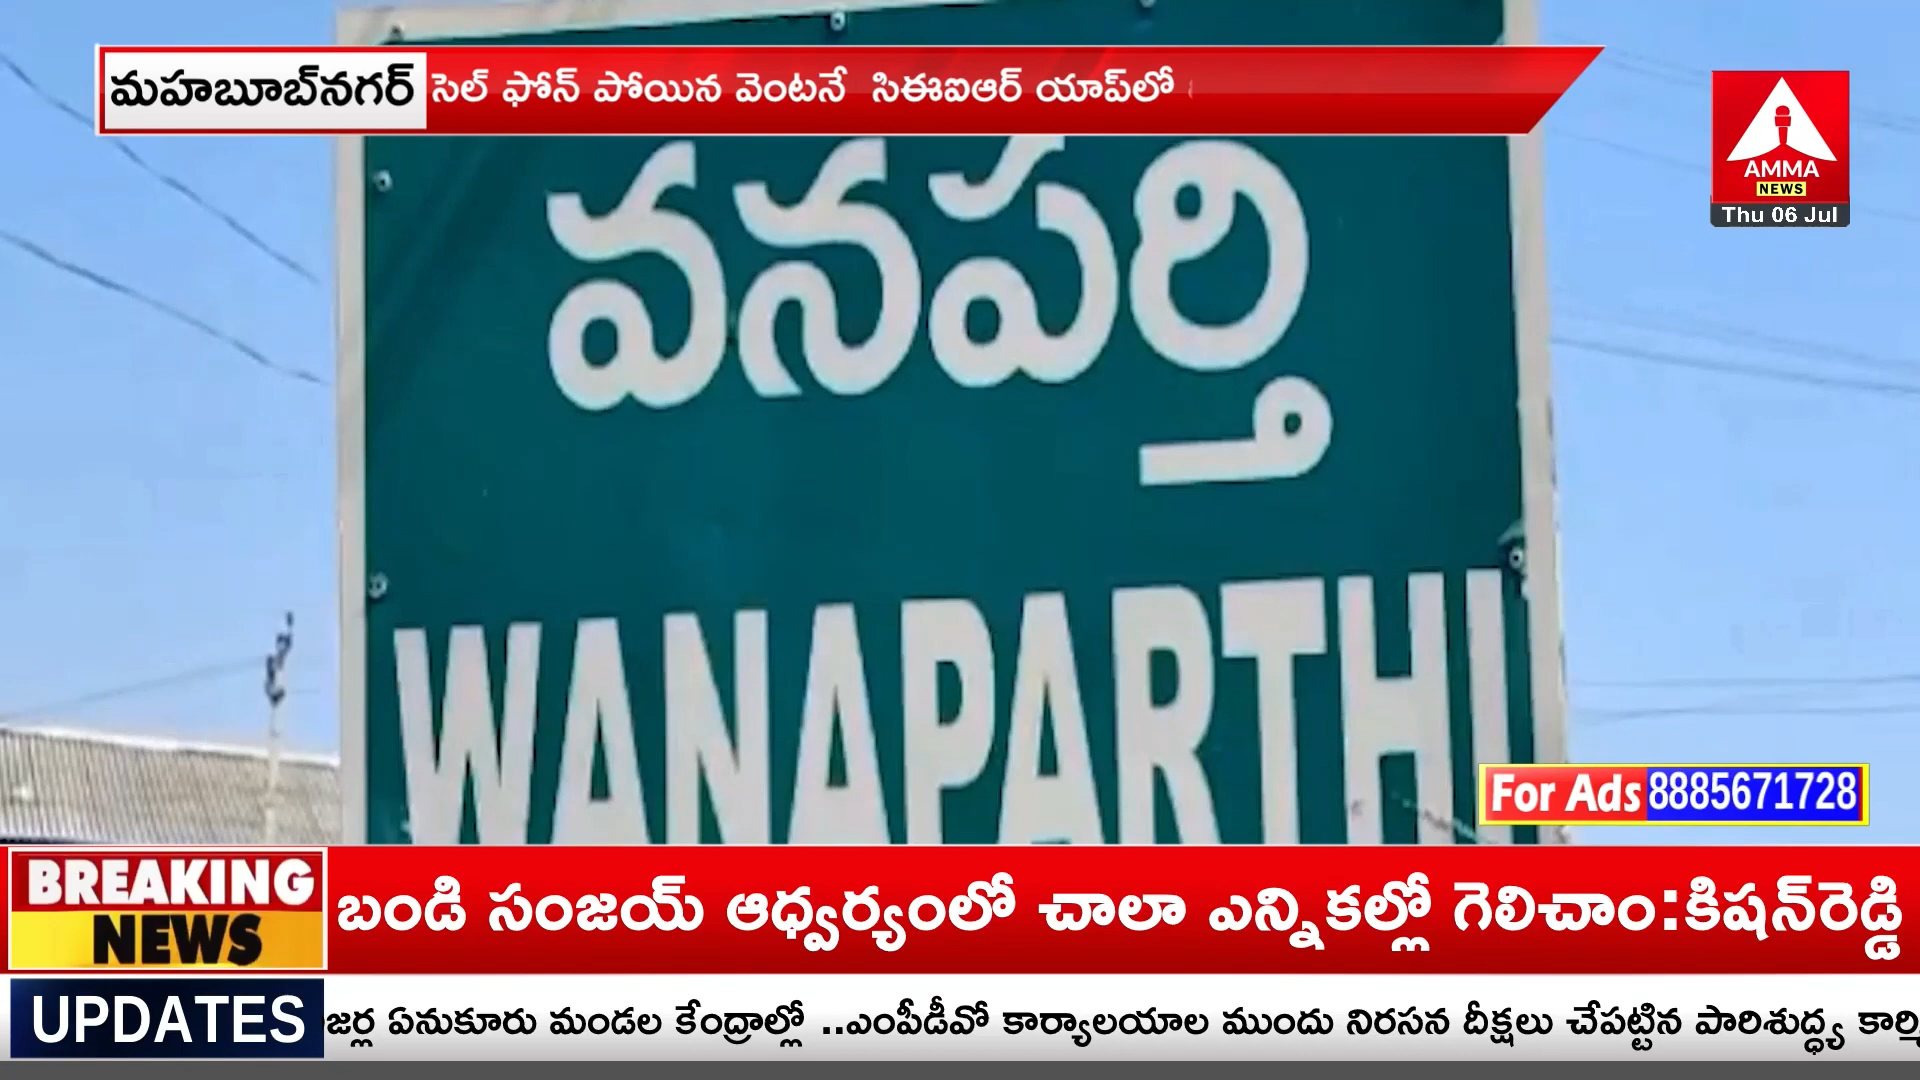 మహబూబ్‌నగర్ సెల్ ఫోన్ పోయిన వెంటనే సిఈఐఆర్ యాప్‌లో
AMMA
NEWS
Thu 06 Jul
వనపర్తి
WANAPARTHI
For Ads 8885671728
BREAKING
NEWS
బండి సంజయ్ ఆధ్వర్యంలో చాలా ఎన్నికల్లో గెలిచాం:కిషన్‌రెడ్డి
UPDATES ఏనుకూరు మండల కేంద్రాల్లో ..ఎంపీడీవో కార్యాలయాల ముందు నిరసన దీక్షలు చేపట్టిన పారిశుద్ధ్య